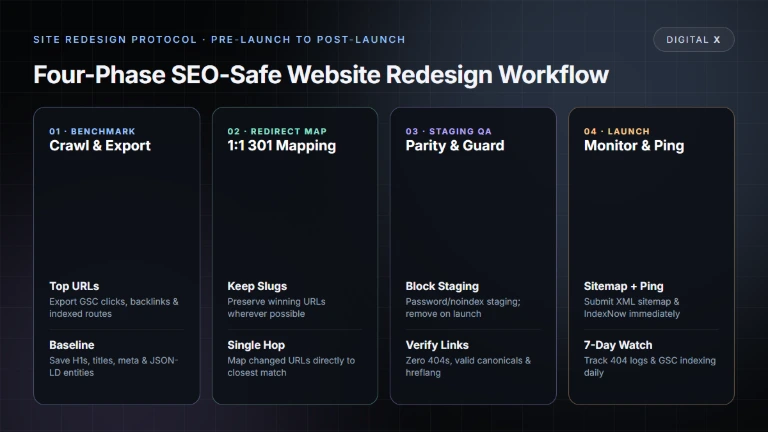 SITE REDESIGN PROTOCOL · PRE-LAUNCH TO POST-LAUNCH
DIGITAL X
Four-Phase SEO-Safe Website Redesign Workflow
01 · BENCHMARK
Crawl & Export
Top URLs
Export GSC clicks, backlinks &
indexed routes
Baseline
Save H1s, titles, meta & JSON-
LD entities
02 · REDIRECT MAP
1:1 301 Mapping
Keep Slugs
Preserve winning URLs
wherever possible
Single Hop
Map changed URLs directly to
closest match
03 · STAGING QA
Parity & Guard
Block Staging
Password/noindex staging;
remove on launch
Verify Links
Zero 404s, valid canonicals &
hreflang
04 · LAUNCH
Monitor & Ping
Sitemap + Ping
Submit XML sitemap &
IndexNow immediately
7-Day Watch
Track 404 logs & GSC indexing
daily